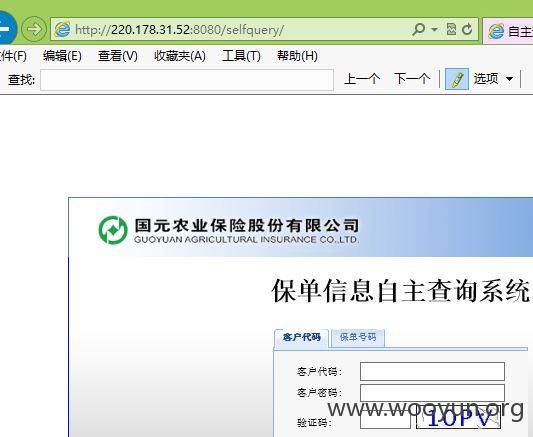 http://220.178.31.52:8080/selfquery/
自主
件(F) 编辑(E) 查看(V) 收藏夹(A) 工具(T) 帮助(H)
查找: 上一个 下一个 选项
国元农业保险股份有限公司
GUOYUAN AGRICULTURAL INSURANCE CO.,LTD.
保单信息自主查询系统
客户代码 保单号码
客户代码:
客户密码:
www.wooyun.org
验证码: 1OPV